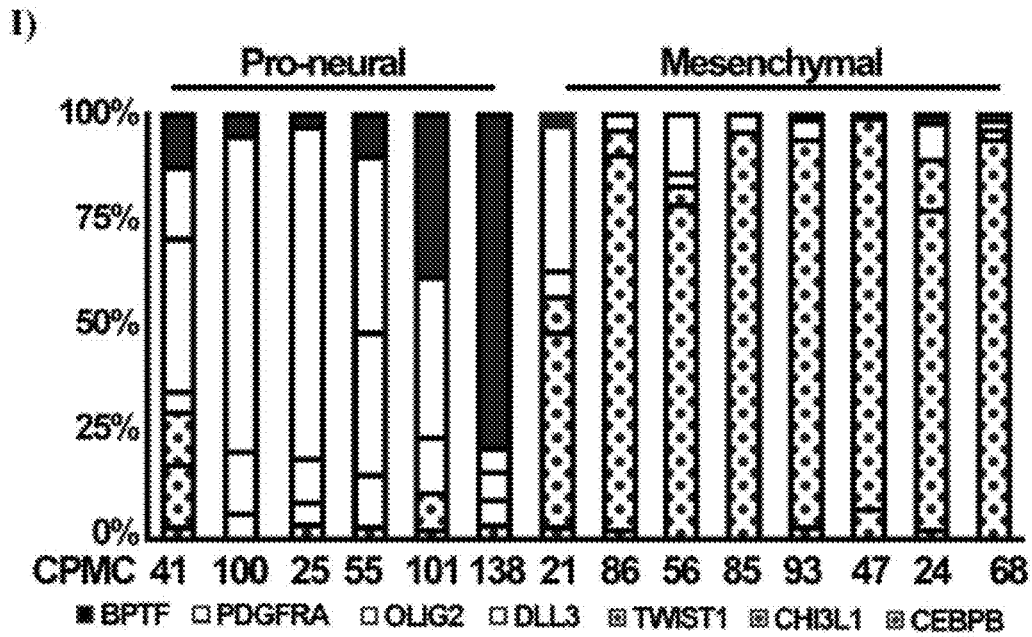 I)
Pro-neural Mesenchymal
100%
75%
50%
25%
0%
CPMC 41 100 25 55 101 138 21 86 56 85 93 47 24 68
BPTF PDGFRA OLIG2 DLL3 TWIST1 CHI3L1 CEBPB